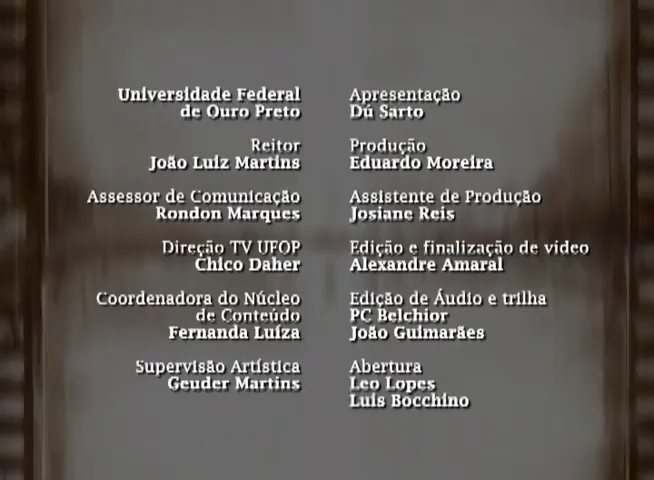 Universidade Federal
de Ouro Preto
Reitor
João Luiz Martins
Assessor de Comunicação
Rondon Marques
Direção TV UFOP
Chico Daher
Coordenadora do Núcleo
de Conteúdo
Fernanda Luíza
Supervisão Artística
Geuder Martins
Apresentação
Dú Sarto
Produção
Eduardo Moreira
Assistente de Produção
Josiane Reis
Edição e finalização de vídeo
Alexandre Amaral
Edição de Áudio e trilha
PC Belchior
João Guimarães
Abertura
Leo Lopes
Luis Bocchino